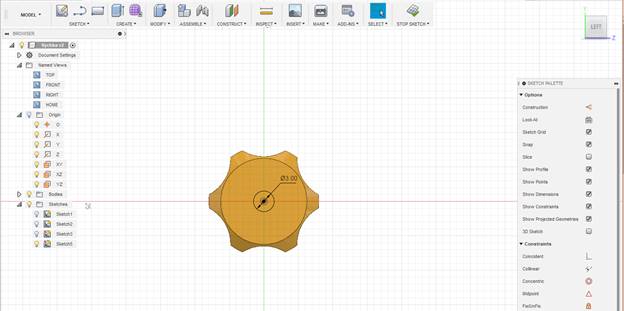 MODEL
SKETCH
CREATE
MODIFY
ASSEMBLE
CONSTRUCT
INSPECT
INSERT
MAKE
ADD-INS
SELECT
STOP SKETCH
BROWSER
LEFT
Z
Document Settings
Named Views
TOP
FRONT
RIGHT
HOME
Origin
O
X
Y
Z
XY
XZ
YZ
Bodies
Sketches
Sketch1
Sketch2
Sketch3
Sketch5
Ø3.00
SKETCH PALETTE
Options
Construction
Look At
Sketch Grid
Snap
Slice
Show Profile
Show Points
Show Dimensions
Show Constraints
Show Projected Geometries
3D Sketch
Constraints
Coincident
Collinear
Concentric
Midpoint
Fix/UnFix